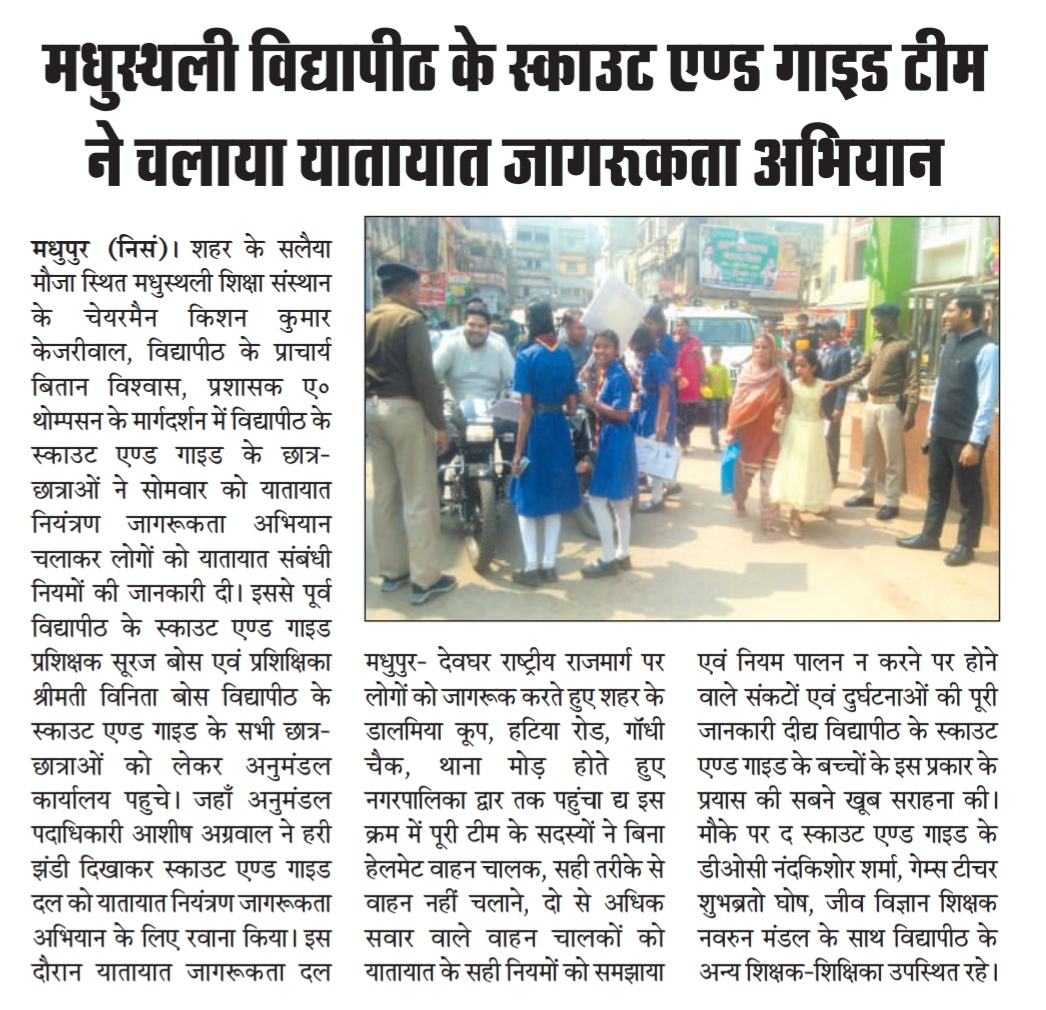 मधुस्थली विद्यापीठ के स्काउट एण्ड गाइड टीम
ने चलाया यातायात जागरूकता अभियान
मधुपुर (निसं)। शहर के सलैया
मौजा स्थित मधुस्थली शिक्षा संस्थान
के चेयरमैन किशन कुमार
केजरीवाल, विद्यापीठ के प्राचार्य
बितान विश्वास, प्रशासक ए०
थोम्पसन के मार्गदर्शन में विद्यापीठ के
स्काउट एण्ड गाइड के छात्र-
छात्राओं ने सोमवार को यातायात
नियंत्रण जागरूकता अभियान
चलाकर लोगों को यातायात संबंधी
नियमों की जानकारी दी। इससे पूर्व
विद्यापीठ के स्काउट एण्ड गाइड
प्रशिक्षक सूरज बोस एवं प्रशिक्षिका
श्रीमती विनिता बोस विद्यापीठ के
स्काउट एण्ड गाइड के सभी छात्र-
छात्राओं को लेकर अनुमंडल
कार्यालय पहुचे। जहाँ अनुमंडल
पदाधिकारी आशीष अग्रवाल ने हरी
झंडी दिखाकर स्काउट एण्ड गाइड
दल को यातायात नियंत्रण जागरूकता
अभियान के लिए रवाना किया। इस
दौरान यातायात जागरूकता दल
मधुपुर- देवघर राष्ट्रीय राजमार्ग पर
लोगों को जागरूक करते हुए शहर के
डालमिया कूप, हटिया रोड, गॉंधी
चैक, थाना मोड़ होते हुए
नगरपालिका द्वार तक पहुंचा द्य इस
क्रम में पूरी टीम के सदस्यों ने बिना
हेलमेट वाहन चालक, सही तरीके से
वाहन नहीं चलाने, दो से अधिक
सवार वाले वाहन चालकों को
यातायात के सही नियमों को समझाया
एवं नियम पालन न करने पर होने
वाले संकटों एवं दुर्घटनाओं की पूरी
जानकारी दीद्य विद्यापीठ के स्काउट
एण्ड गाइड के बच्चों के इस प्रकार के
प्रयास की सबने खूब सराहना की।
मौके पर द स्काउट एण्ड गाइड के
डीओसी नंदकिशोर शर्मा, गेम्स टीचर
शुभब्रतो घोष, जीव विज्ञान शिक्षक
नवरुन मंडल के साथ विद्यापीठ के
अन्य शिक्षक-शिक्षिका उपस्थित रहे।